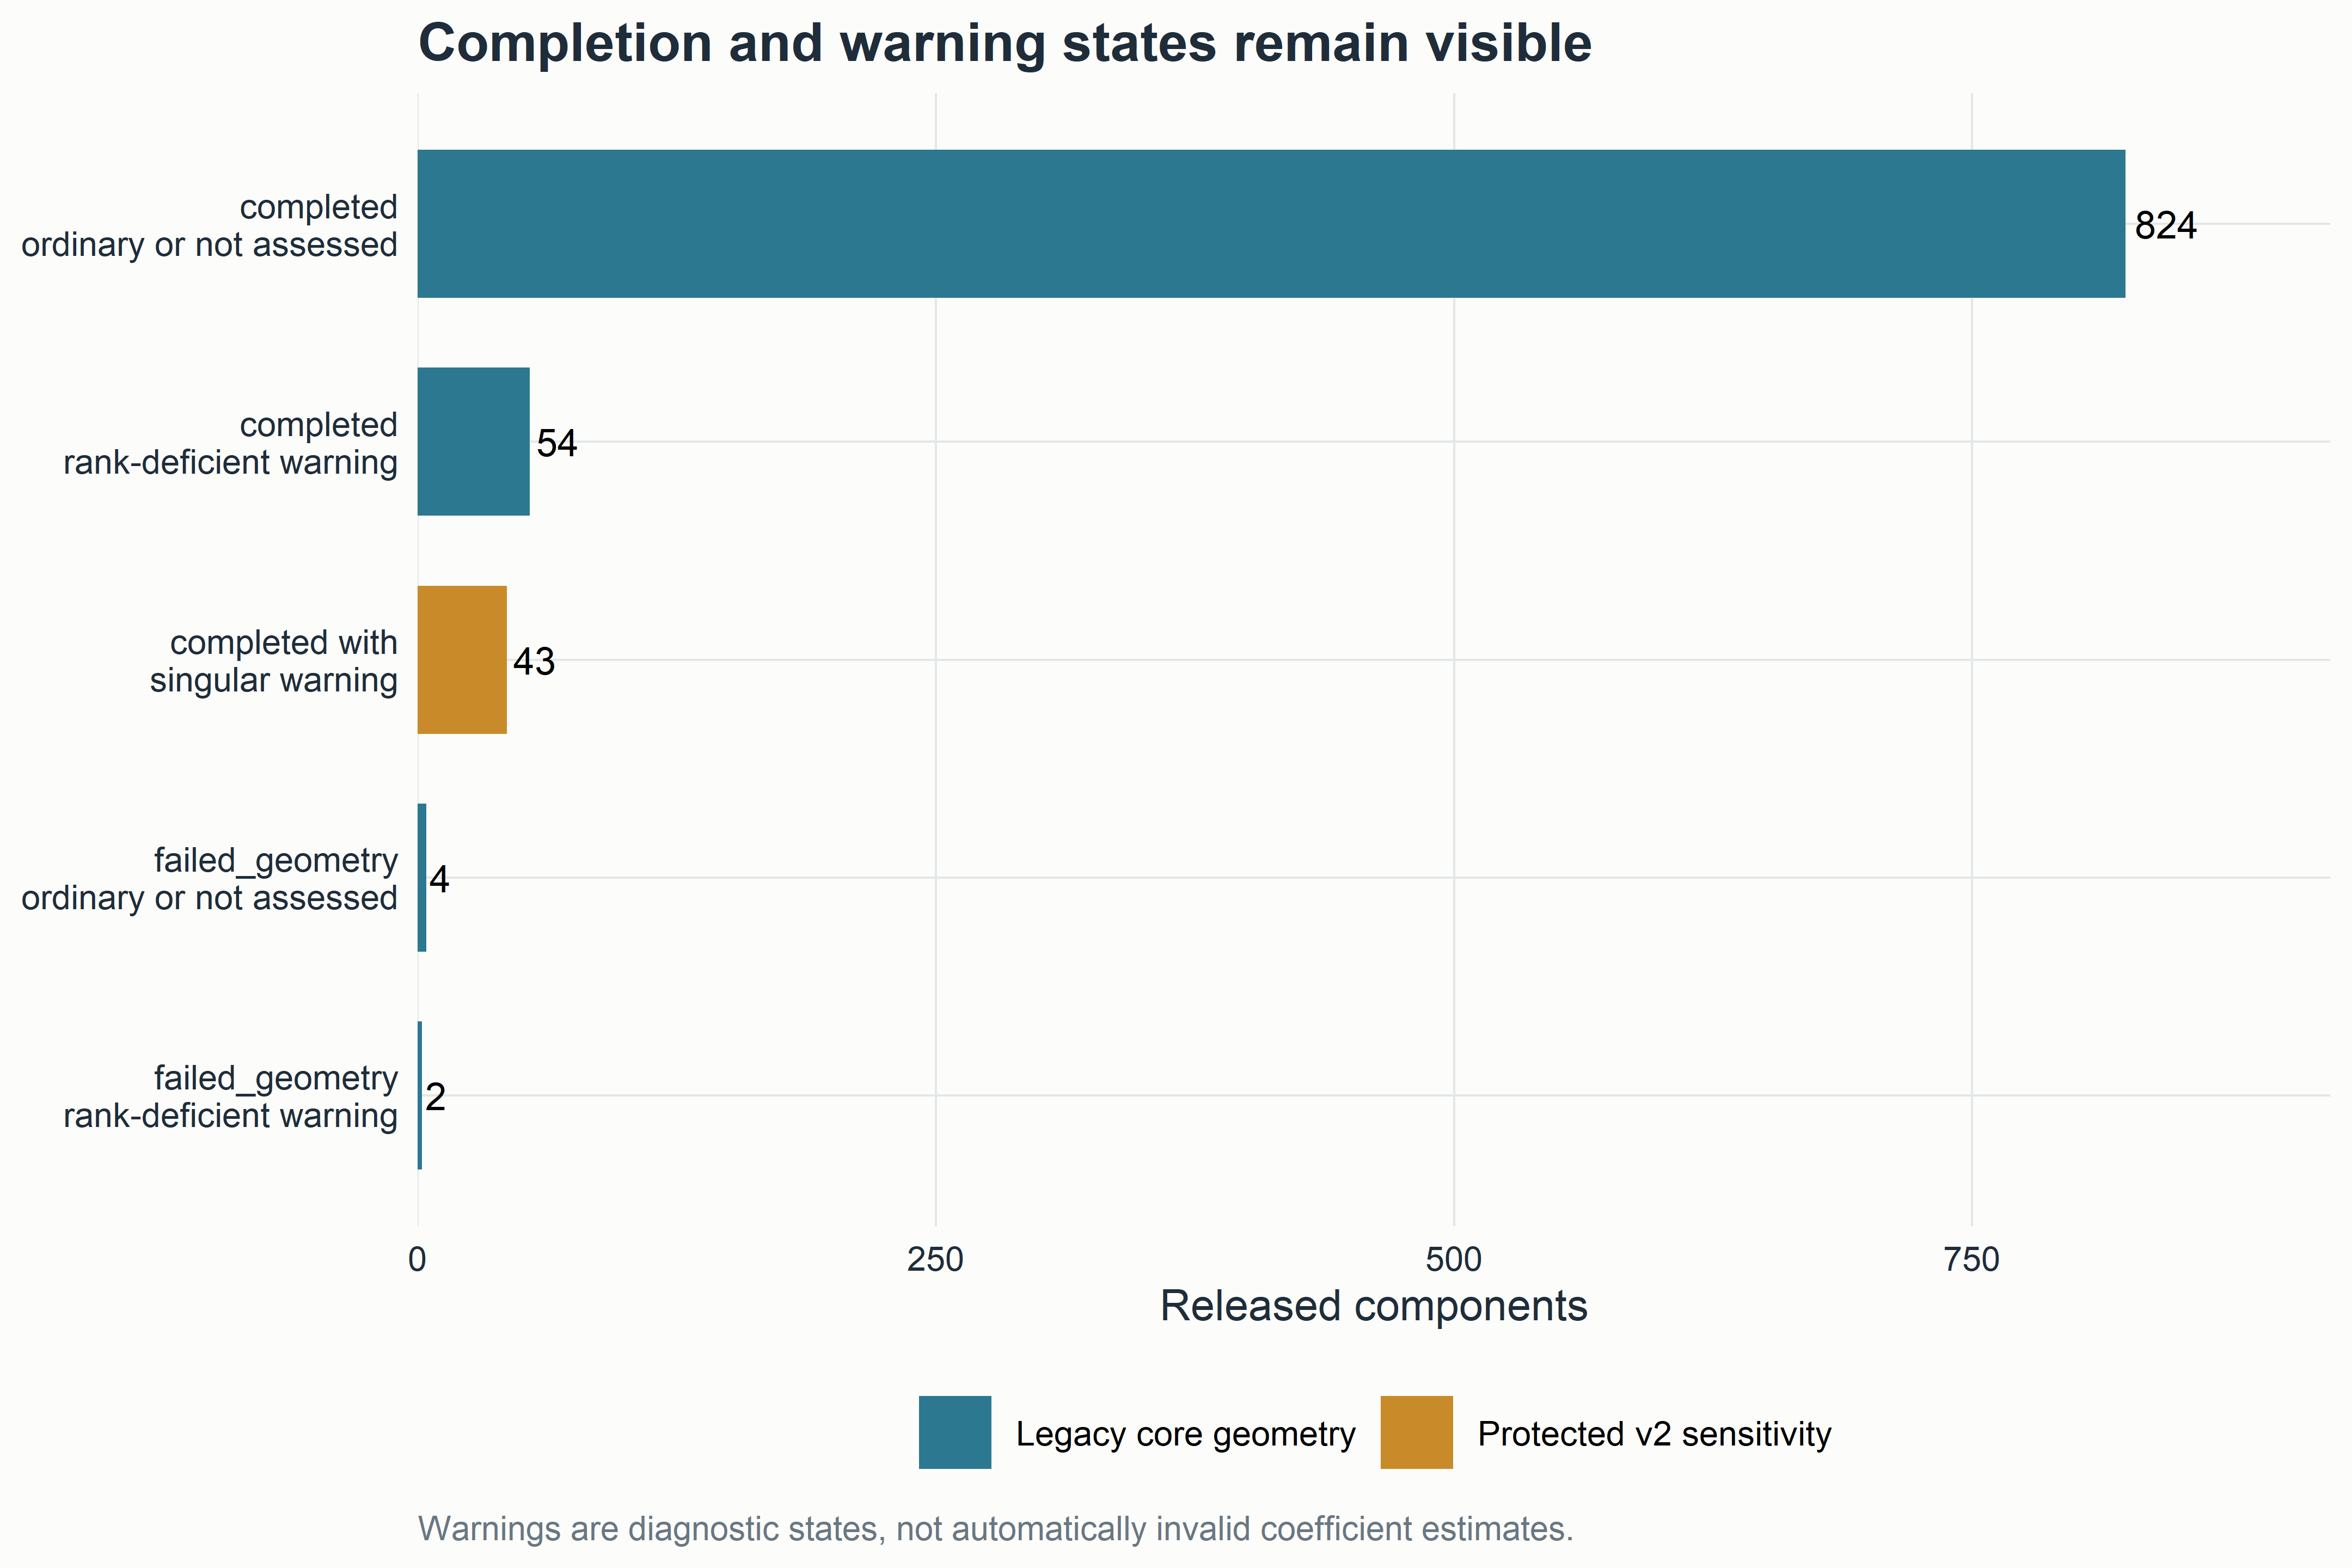 Completion and warning states remain visible
completed
ordinary or not assessed
824
completed
rank-deficient warning
54
completed with
singular warning
43
failed_geometry
ordinary or not assessed
4
failed_geometry
rank-deficient warning
2
0 250 500 750
Released components
Legacy core geometry Protected v2 sensitivity
Warnings are diagnostic states, not automatically invalid coefficient estimates.